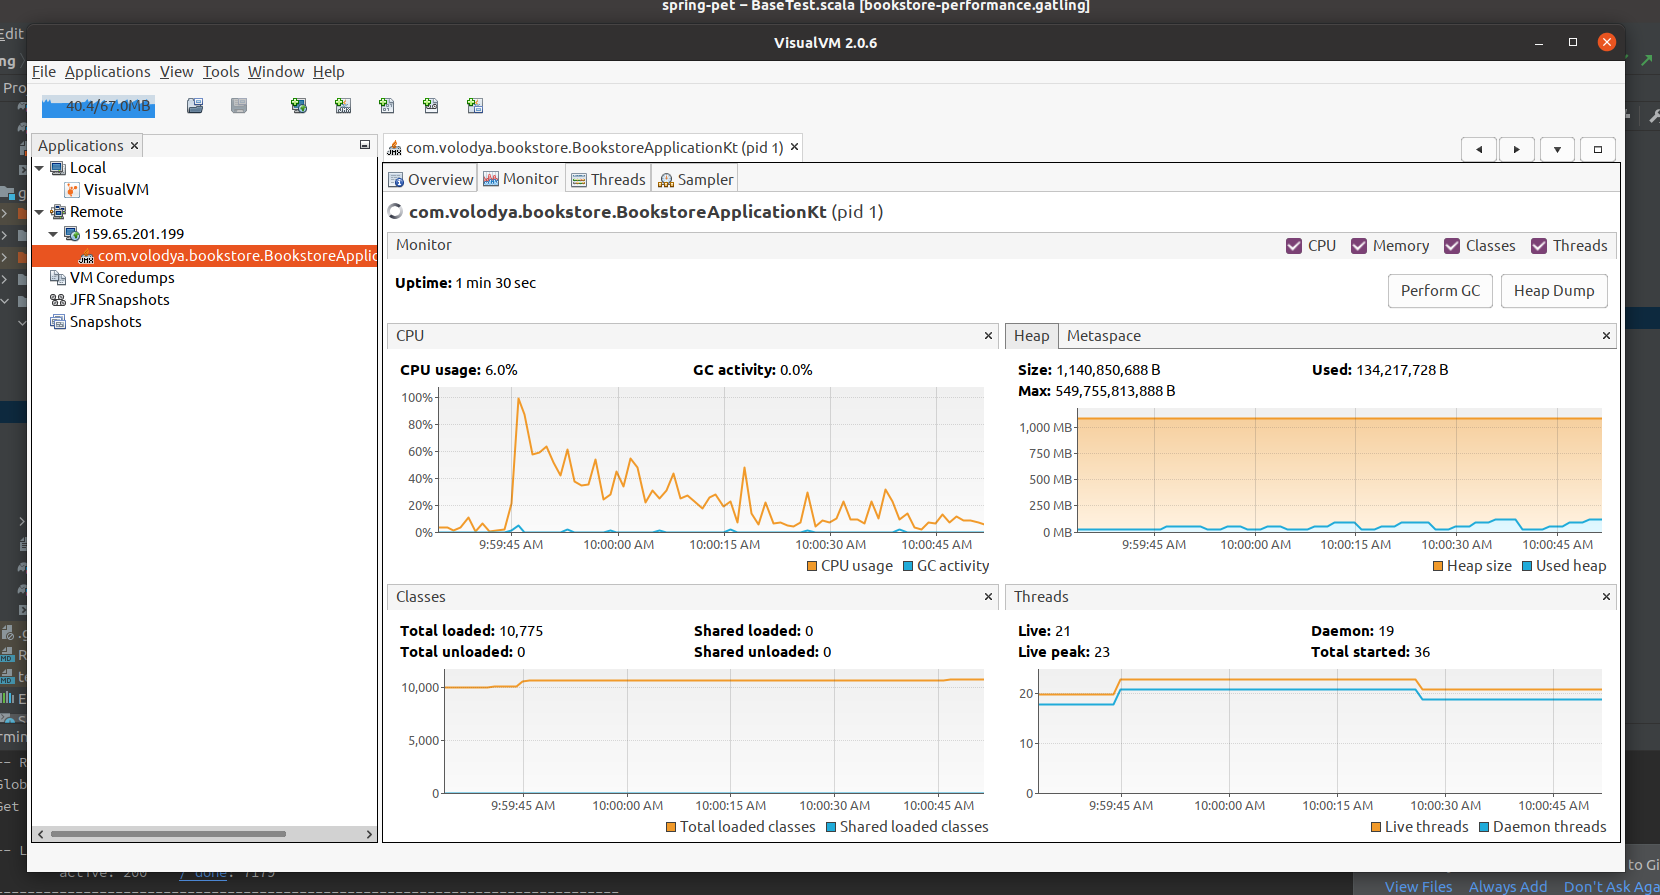 spring-pet – BaseTest.scala [bookstore-performance.gatling]
Edit
VisualVM 2.0.6
ng
File Applications View Tools Window Help
Pro
40.4/67.0MB
Applications
com.volodya.bookstore.BookstoreApplicationKt (pid 1)
Local
VisualVM
Remote
159.65.201.199
com.volodya.bookstore.BookstoreApplic
VM Coredumps
JFR Snapshots
Snapshots
Overview Monitor Threads Sampler
com.volodya.bookstore.BookstoreApplicationKt (pid 1)
Monitor CPU Memory Classes Threads
Uptime: 1 min 30 sec
Perform GC Heap Dump
CPU
CPU usage: 6.0% GC activity: 0.0%
100%
80%
60%
40%
20%
0%
9:59:45 AM 10:00:00 AM 10:00:15 AM 10:00:30 AM 10:00:45 AM
CPU usage GC activity
Heap Metaspace
Size: 1,140,850,688 B Used: 134,217,728 B
Max: 549,755,813,888 B
1,000 MB
750 MB
500 MB
250 MB
0 MB
9:59:45 AM 10:00:00 AM 10:00:15 AM 10:00:30 AM 10:00:45 AM
Heap size Used heap
Classes
Total loaded: 10,775 Shared loaded: 0
Total unloaded: 0 Shared unloaded: 0
10,000
5,000
0
9:59:45 AM 10:00:00 AM 10:00:15 AM 10:00:30 AM 10:00:45 AM
Total loaded classes Shared loaded classes
Threads
Live: 21 Daemon: 19
Live peak: 23 Total started: 36
20
10
0
9:59:45 AM 10:00:00 AM 10:00:15 AM 10:00:30 AM 10:00:45 AM
Live threads Daemon threads
Get
to Gi
View Files Always Add Don't Ask Aga